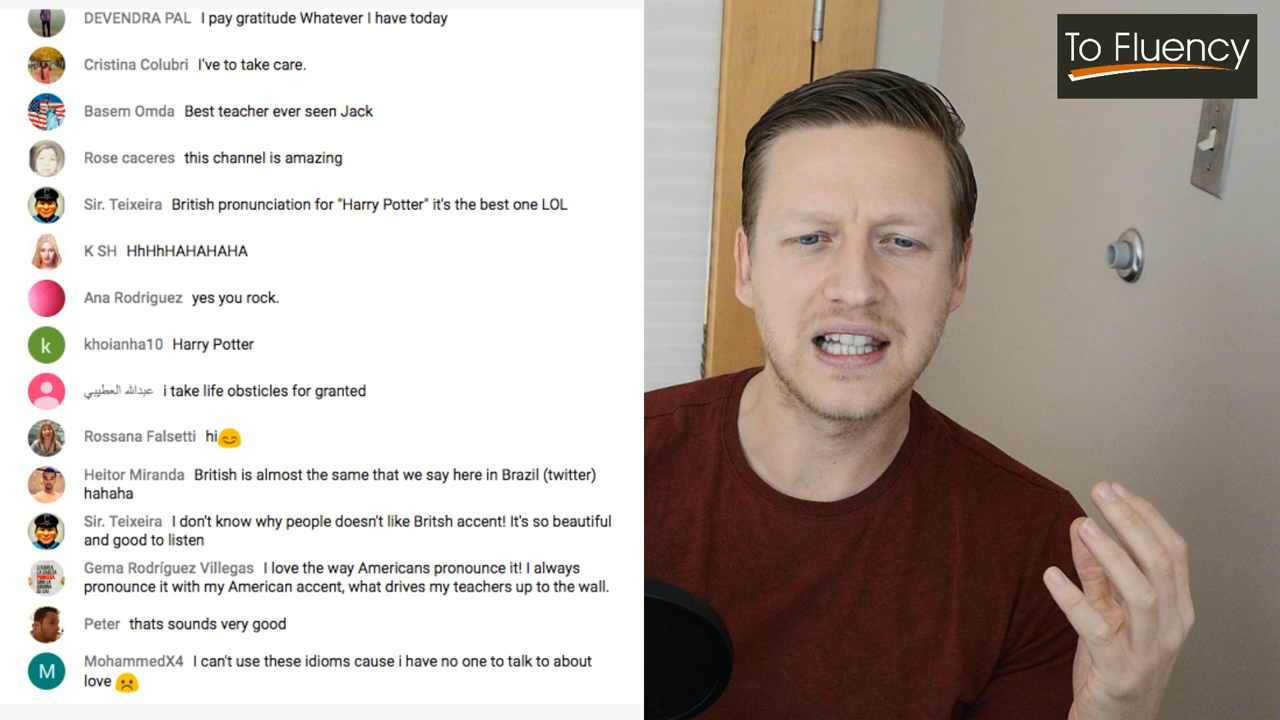 DEVENDRA PAL I pay gratitude Whatever I have today
To Fluency
Cristina Colubri I've to take care.
Basem Omda Best teacher ever seen Jack
Rose caceres this channel is amazing
Sir. Teixeira British pronunciation for "Harry Potter" it's the best one LOL
K SH HhHhHAHAHAHA
Ana Rodriguez yes you rock.
k khoianha10 Harry Potter
عبدالله العطيبي i take life obsticles for granted
Rossana Falsetti hi😊
Heitor Miranda British is almost the same that we say here in Brazil (twitter)
hahaha
Sir. Teixeira I don't know why people doesn't like Britsh accent! It's so beautiful
and good to listen
Gema Rodríguez Villegas I love the way Americans pronounce it! I always
pronounce it with my American accent, what drives my teachers up to the wall.
Peter thats sounds very good
M MohammedX4 I can't use these idioms cause i have no one to talk to about
love ☹️